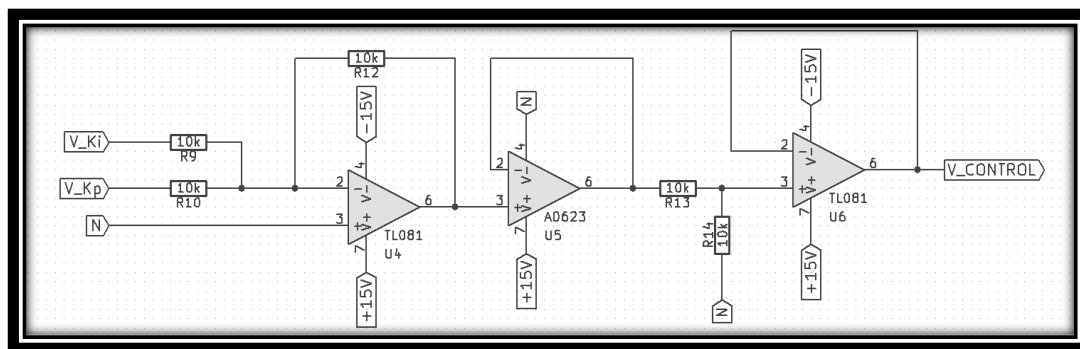 10k
R12
-15V
4
V_Ki
10k
R9
V_Kp
10k
R10
N
2
3
-
V-
+
V+
6
7
TL081
U4
+15V
N
4
2
3
-
V-
+
V+
6
7
AD623
U5
+15V
10k
R13
R14
10k
N
-15V
4
2
3
-
V-
+
V+
6
7
TL081
U6
+15V
V_CONTROL